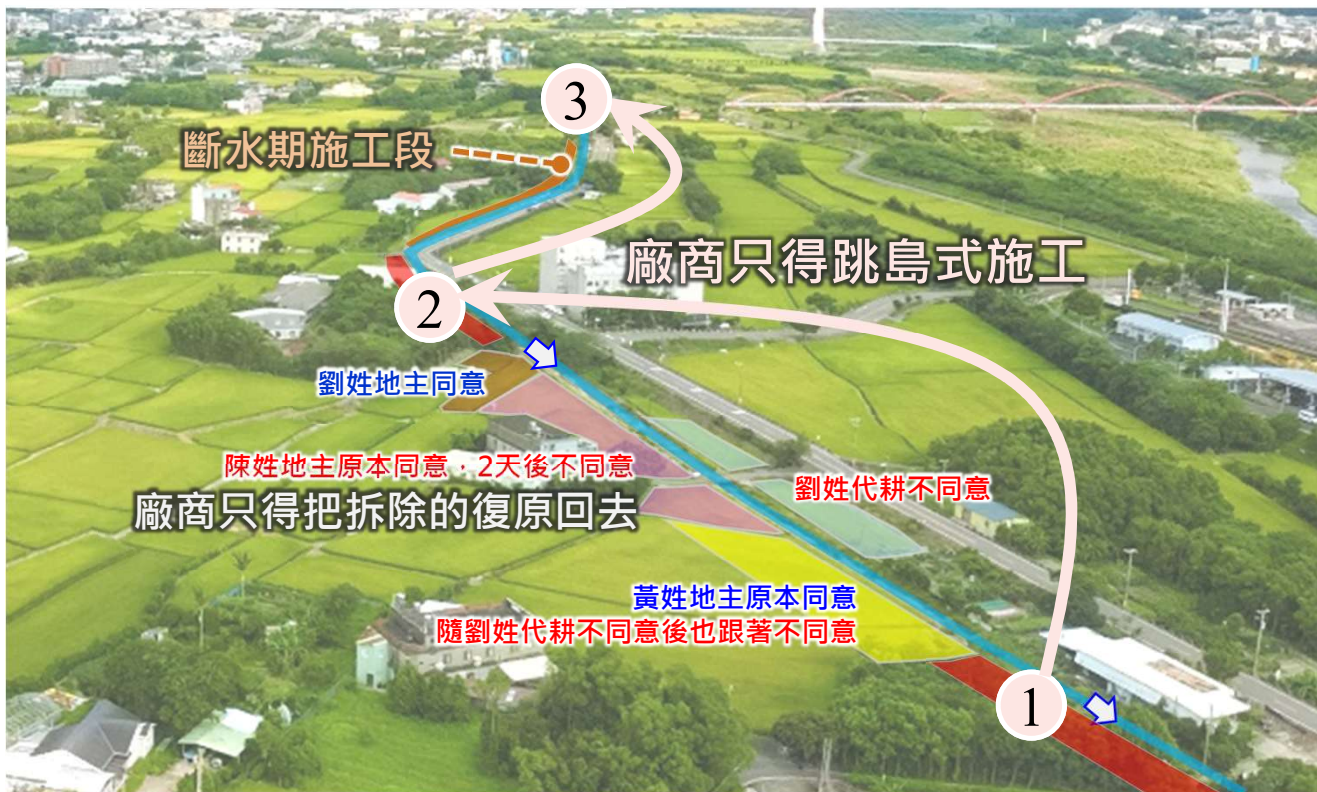 3
斷水期施工段
廠商只得跳島式施工
2
劉姓地主同意
陳姓地主原本同意，2天後不同意
廠商只得把拆除的復原回去
劉姓代耕不同意
黃姓地主原本同意
隨劉姓代耕不同意後也跟著不同意
1